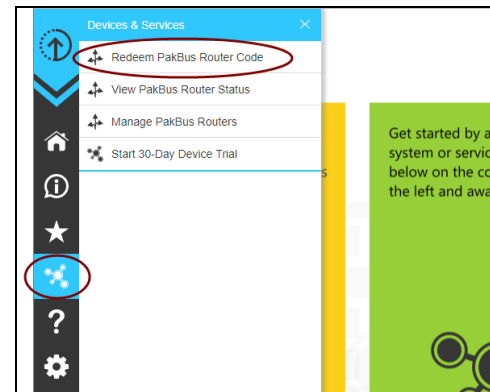 Devices & Services
Redeem PakBus Router Code
View PakBus Router Status
Manage PakBus Routers
Start 30-Day Device Trial
s
Get started by a
system or servic
below on the co
the left and awa
?